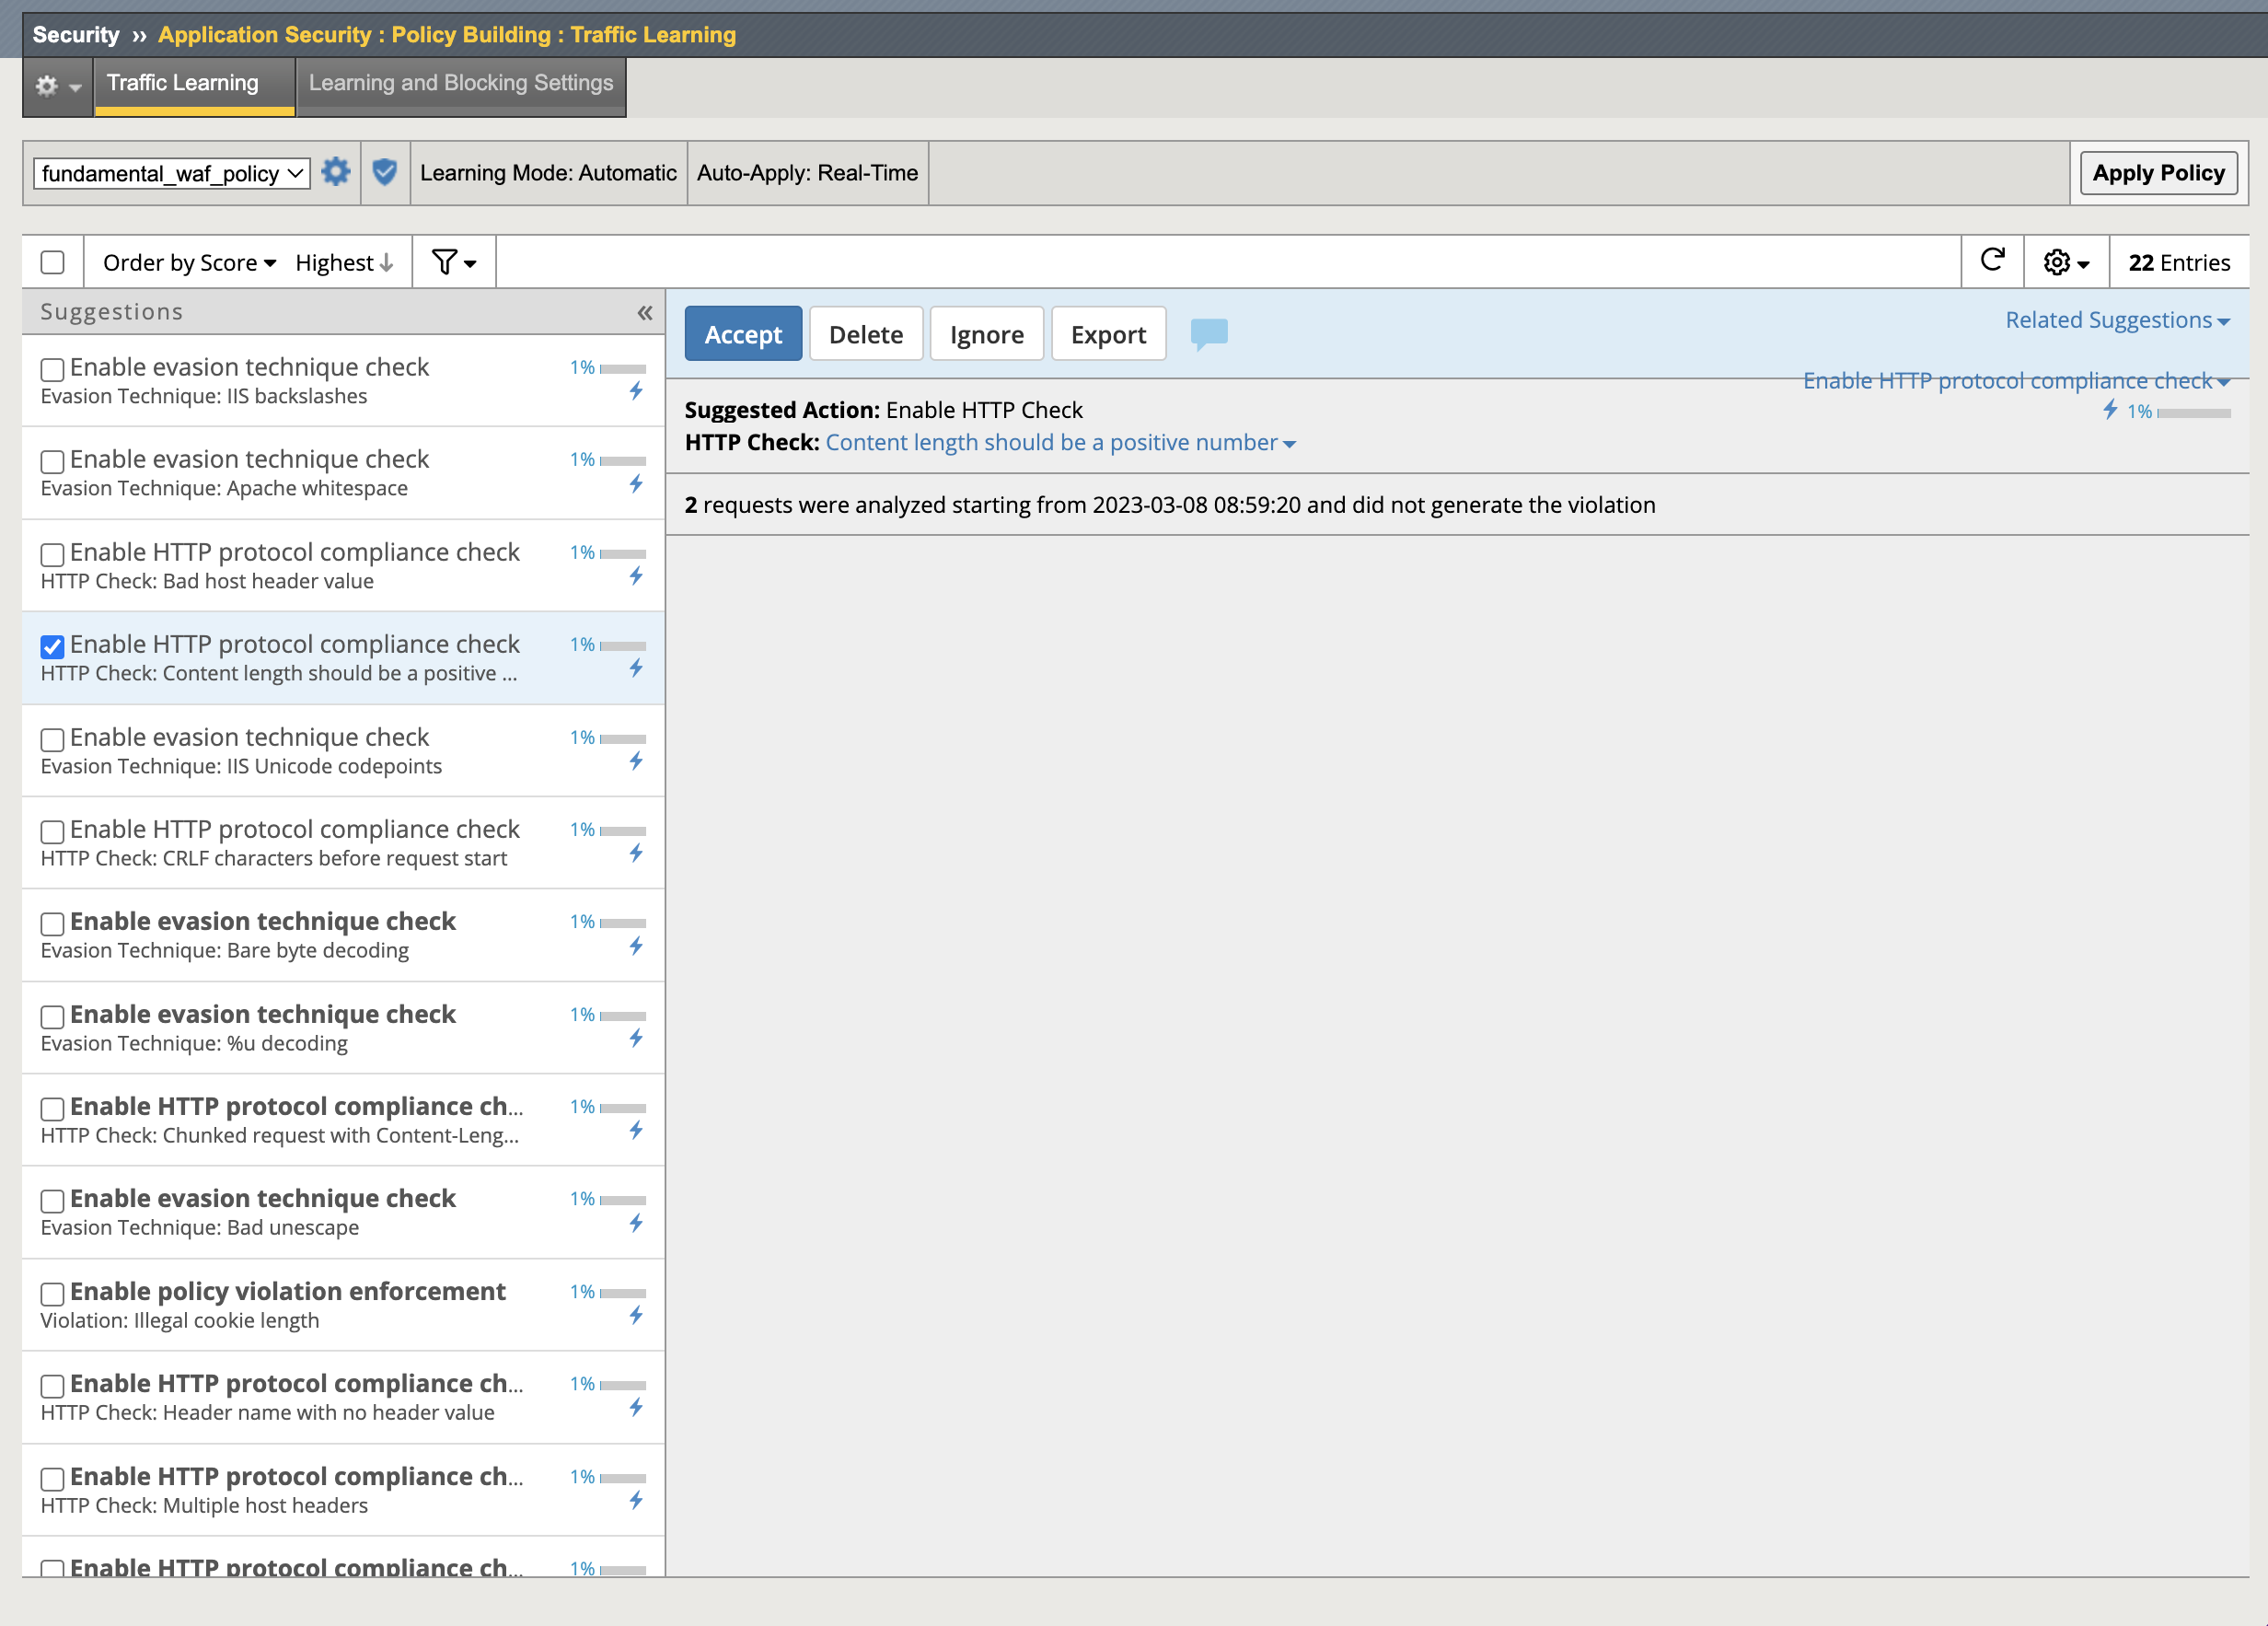 Security ›› Application Security : Policy Building : Traffic Learning
Traffic Learning Learning and Blocking Settings
fundamental_waf_policy Learning Mode: Automatic Auto-Apply: Real-Time Apply Policy
Order by Score Highest 22 Entries
Suggestions «
Accept Delete Ignore Export Related Suggestions
Enable HTTP protocol compliance check
1%
Suggested Action: Enable HTTP Check
HTTP Check: Content length should be a positive number
2 requests were analyzed starting from 2023-03-08 08:59:20 and did not generate the violation
Enable evasion technique check 1%
Evasion Technique: IIS backslashes
Enable evasion technique check 1%
Evasion Technique: Apache whitespace
Enable HTTP protocol compliance check 1%
HTTP Check: Bad host header value
Enable HTTP protocol compliance check 1%
HTTP Check: Content length should be a positive ...
Enable evasion technique check 1%
Evasion Technique: IIS Unicode codepoints
Enable HTTP protocol compliance check 1%
HTTP Check: CRLF characters before request start
Enable evasion technique check 1%
Evasion Technique: Bare byte decoding
Enable evasion technique check 1%
Evasion Technique: %u decoding
Enable HTTP protocol compliance ch... 1%
HTTP Check: Chunked request with Content-Leng...
Enable evasion technique check 1%
Evasion Technique: Bad unescape
Enable policy violation enforcement 1%
Violation: Illegal cookie length
Enable HTTP protocol compliance ch... 1%
HTTP Check: Header name with no header value
Enable HTTP protocol compliance ch... 1%
HTTP Check: Multiple host headers
Enable HTTP protocol compliance ch... 1%